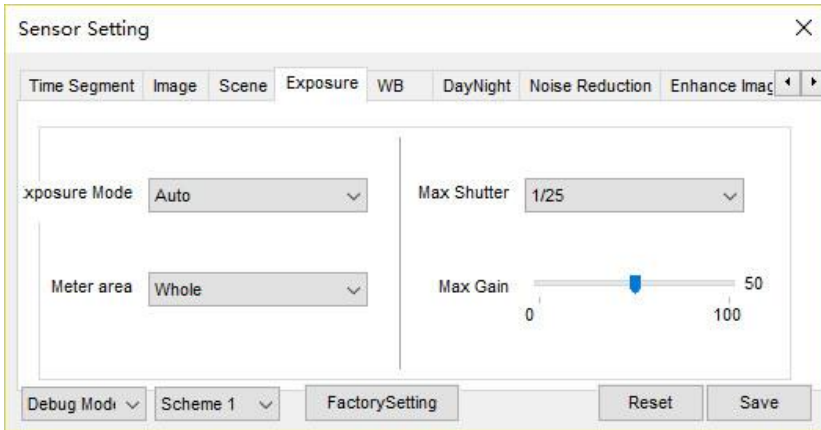 Sensor Setting
Time Segment Image Scene Exposure WB DayNight Noise Reduction Enhance Imag
xposure Mode Auto Max Shutter 1/25
Meter area Whole Max Gain 50
0 100
Debug Mode Scheme 1 FactorySetting Reset Save